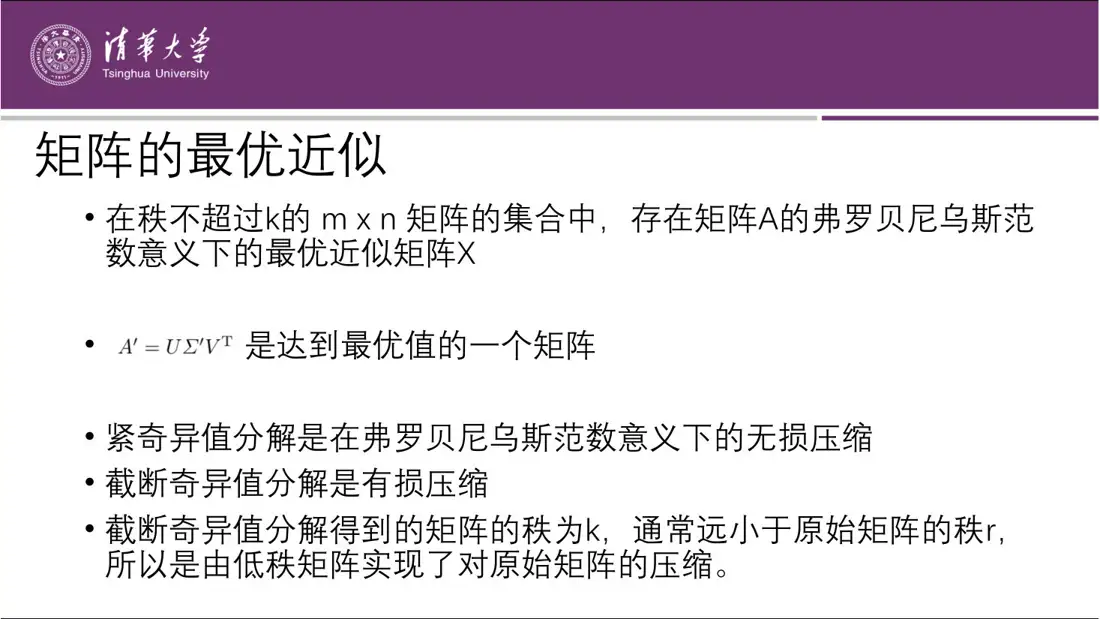 清华大学
Tsinghua University
矩阵的最优近似
• 在秩不超过k的 m x n 矩阵的集合中，存在矩阵A的弗罗贝尼乌斯范
数意义下的最优近似矩阵X
• A′ = UΣ′Vᵀ 是达到最优值的一个矩阵
• 紧奇异值分解是在弗罗贝尼乌斯范数意义下的无损压缩
• 截断奇异值分解是有损压缩
• 截断奇异值分解得到的矩阵的秩为k，通常远小于原始矩阵的秩r，
所以是由低秩矩阵实现了对原始矩阵的压缩。